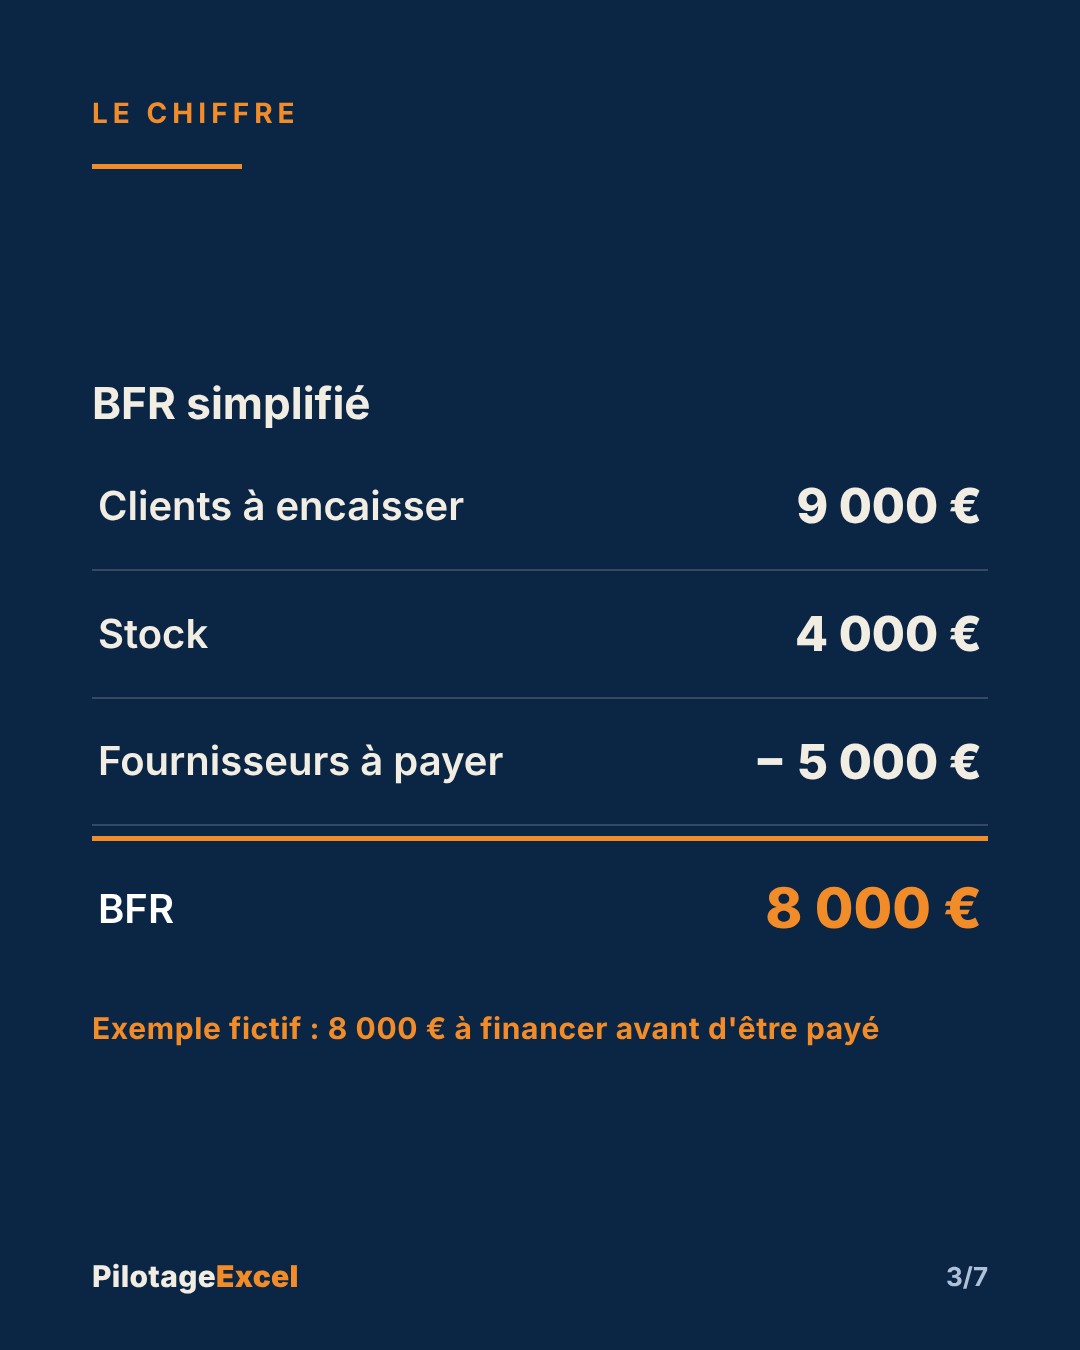 LE CHIFFRE
BFR simplifié
Clients à encaisser 9 000 €
Stock 4 000 €
Fournisseurs à payer – 5 000 €
BFR 8 000 €
Exemple fictif : 8 000 € à financer avant d'être payé
PilotageExcel 3/7